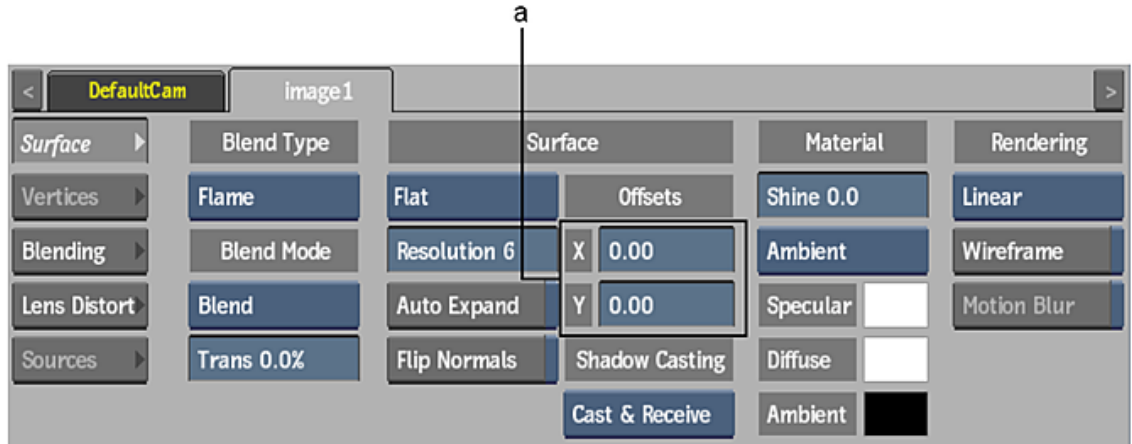 a
< DefaultCam image1 >
Surface Blend Type Surface Material Rendering
Vertices Flame Flat Offsets Shine 0.0 Linear
Blending Blend Mode Resolution 6 X 0.00 Ambient Wireframe
Lens Distort Blend Auto Expand Y 0.00 Specular Motion Blur
Sources Trans 0.0% Flip Normals Shadow Casting Diffuse
Cast & Receive Ambient